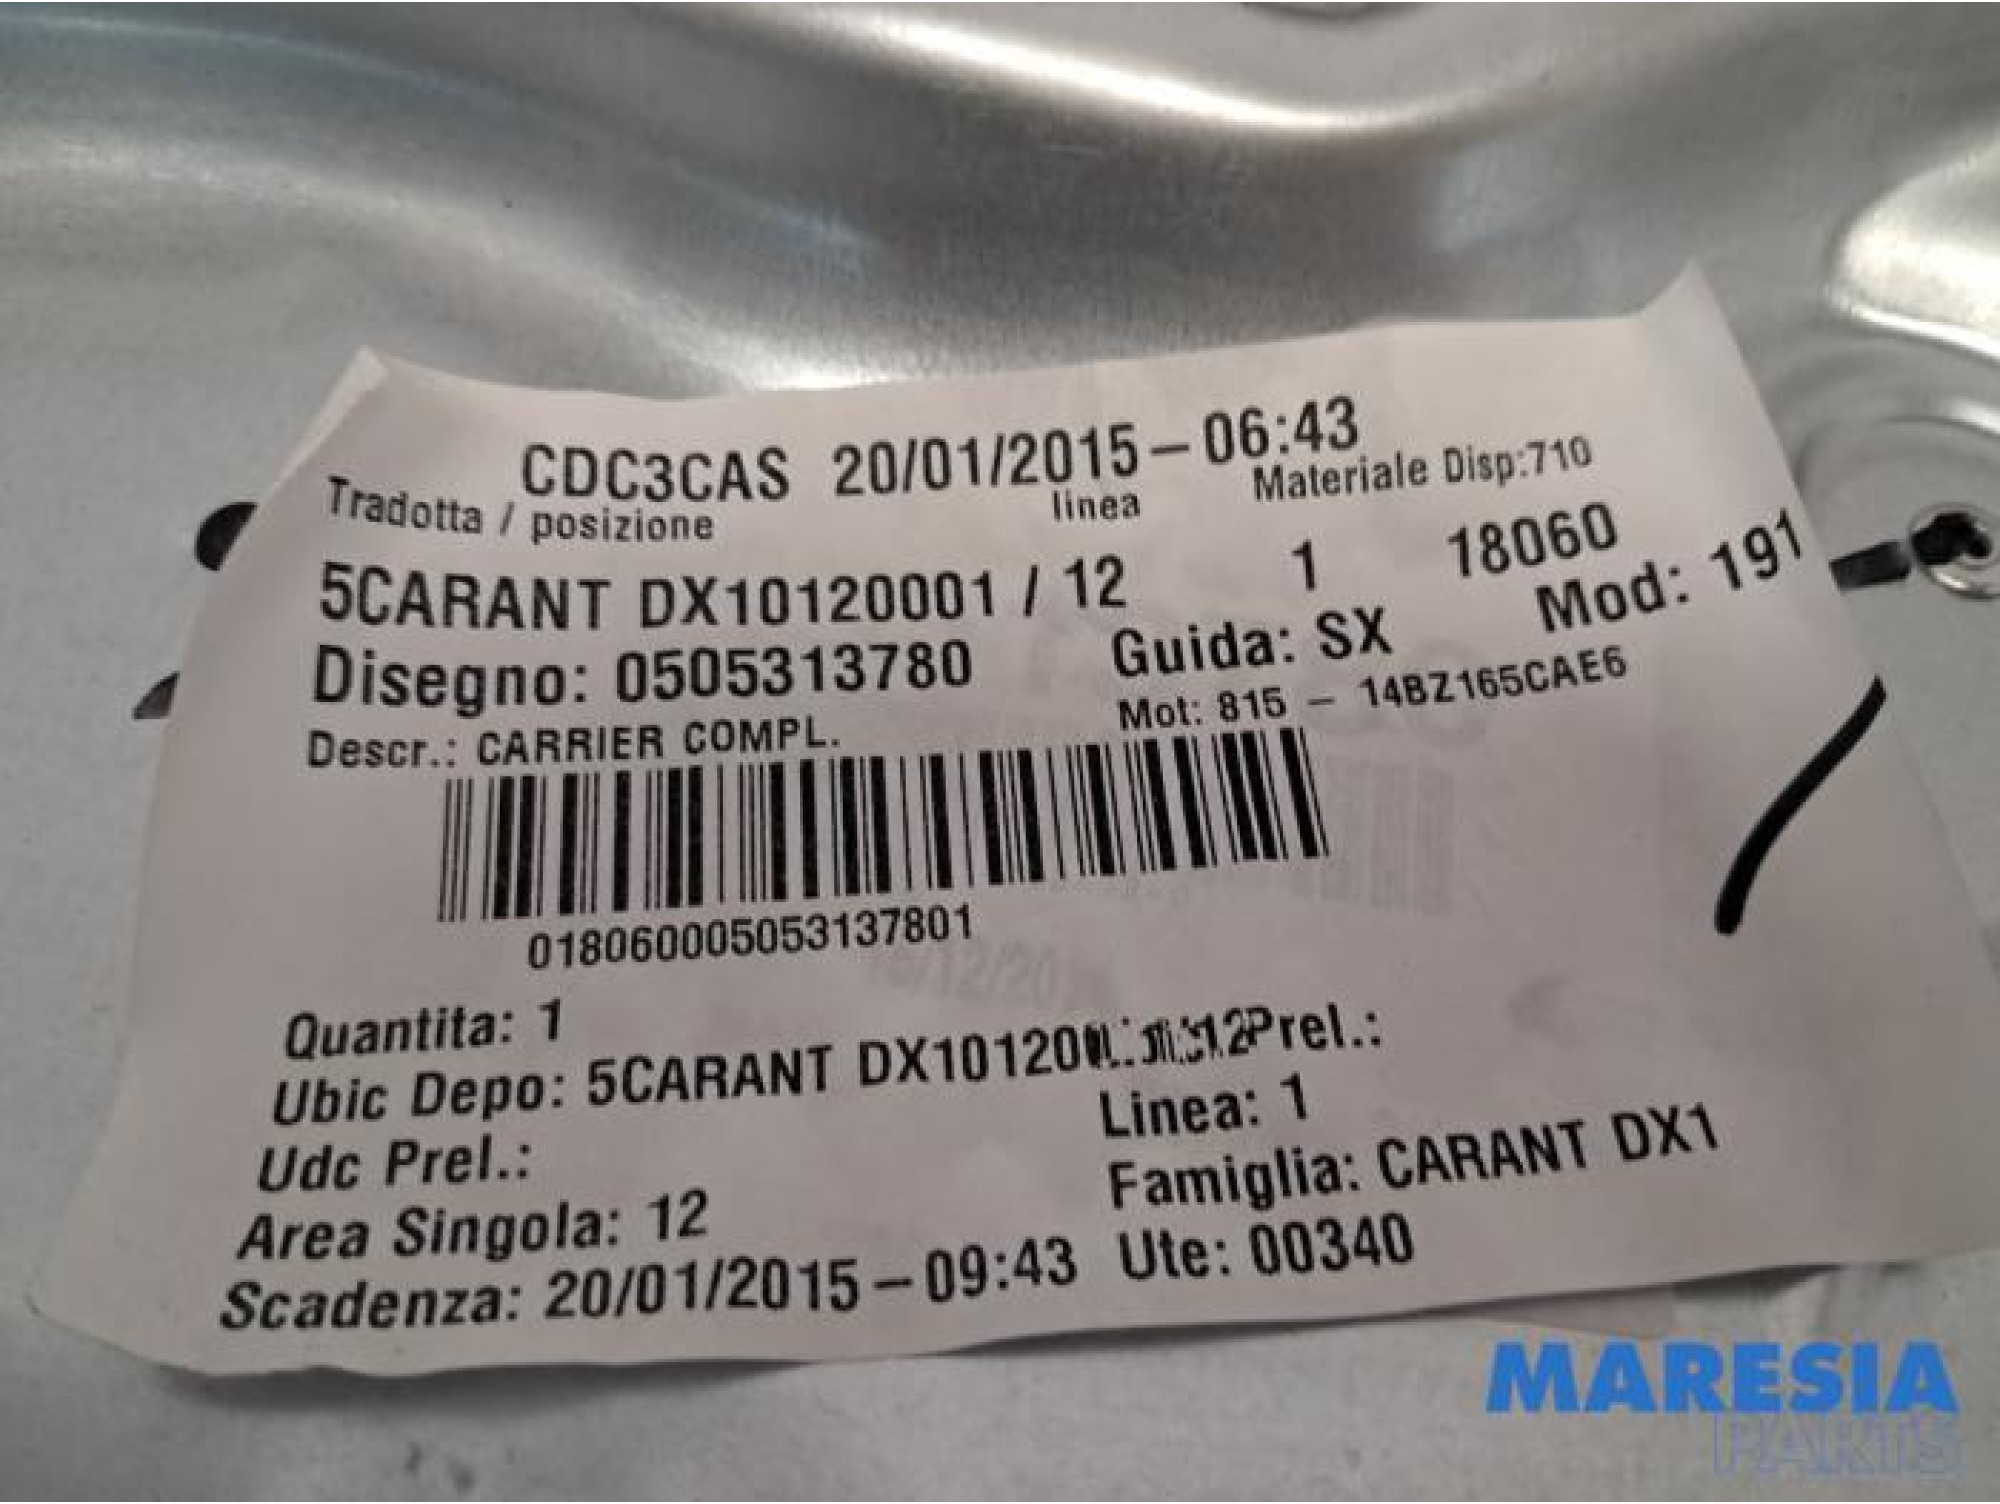 CDC3CAS 20/01/2015-06:43
Tradotta / posizione linea Materiale Disp:710
5CARANT DX10120001 / 12 1 18060
Disegno: 0505313780 Guida: SX Mod: 191
Descr.: CARRIER COMPL. Mot: 815 - 14BZ165CAE6
018060005053137801
Quantita: 1
Ubic Depo: 5CARANT Prel.:
Udc Prel.: Linea: 1
Area Singola: 12 Famiglia: CARANT DX1
Scadenza: 20/01/2015-09:43 Ute: 00340
MARESIA
PARTS